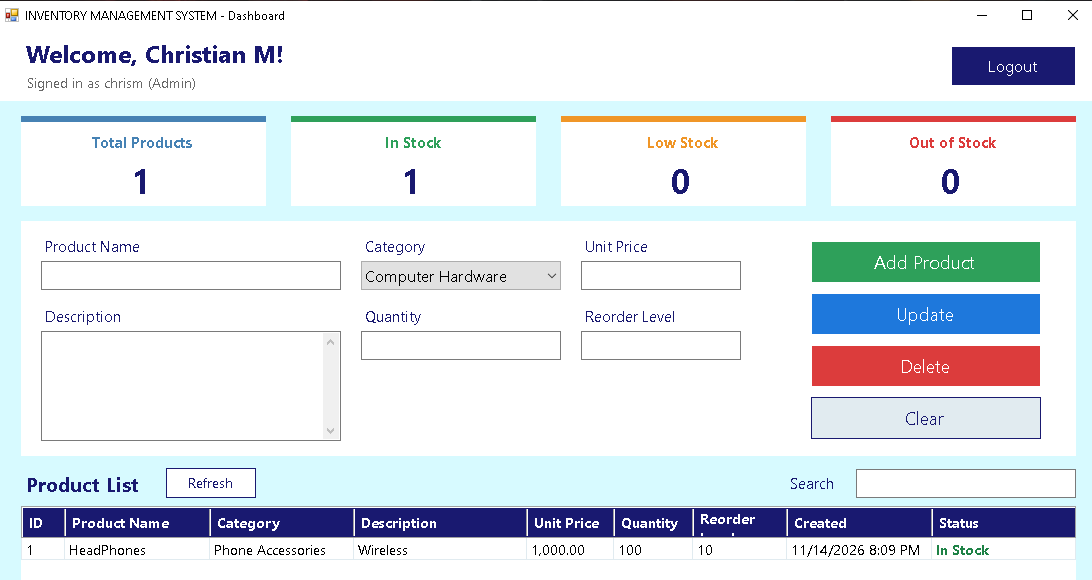 INVENTORY MANAGEMENT SYSTEM - Dashboard
Welcome, Christian M!
Signed in as chrism (Admin)
Logout
Total Products
In Stock
Low Stock
Out of Stock
1
1
0
0
Product Name
Category
Unit Price
Computer Hardware
Add Product
Description
Quantity
Reorder Level
Update
Delete
Clear
Product List
Refresh
Search
ID Product Name Category Description Unit Price Quantity Reorder Created Status
1 HeadPhones Phone Accessories Wireless 1,000.00 100 10 11/14/2026 8:09 PM In Stock